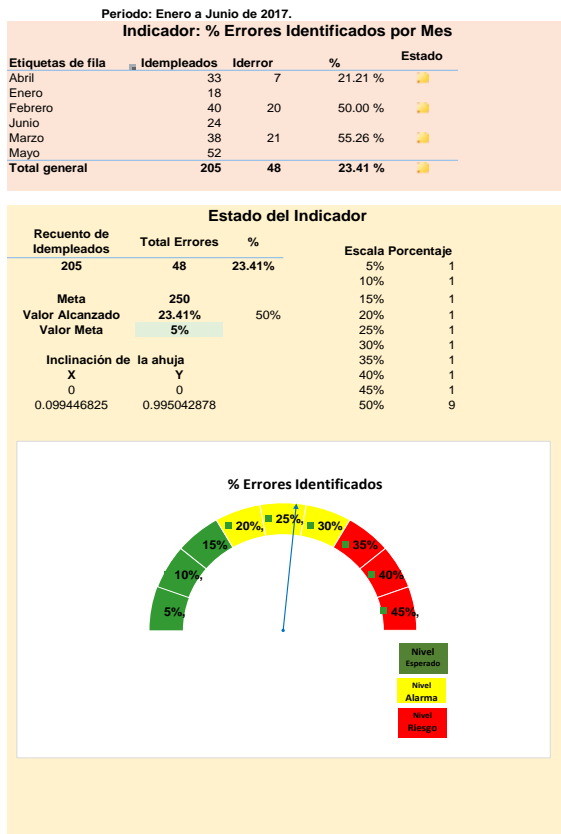 Periodo: Enero a Junio de 2017.
Indicador: % Errores Identificados por Mes
Etiquetas de fila Idempleados Iderror % Estado
Abril 33 7 21.21 %
Enero 18
Febrero 40 20 50.00 %
Junio 24
Marzo 38 21 55.26 %
Mayo 52
Total general 205 48 23.41 %
Estado del Indicador
Recuento de
Idempleados Total Errores %
205 48 23.41%
Meta 250
Valor Alcanzado 23.41% 50%
Valor Meta 5%
Inclinación de la ahuja
X Y
0 0
0.099446825 0.995042878
Escala Porcentaje
5% 1
10% 1
15% 1
20% 1
25% 1
30% 1
35% 1
40% 1
45% 1
50% 9
% Errores Identificados
5%,
10%,
15%
20%,
25%,
30%
35%
40%
45%,
Nivel
Esperado
Nivel
Alarma
Nivel
Riesgo